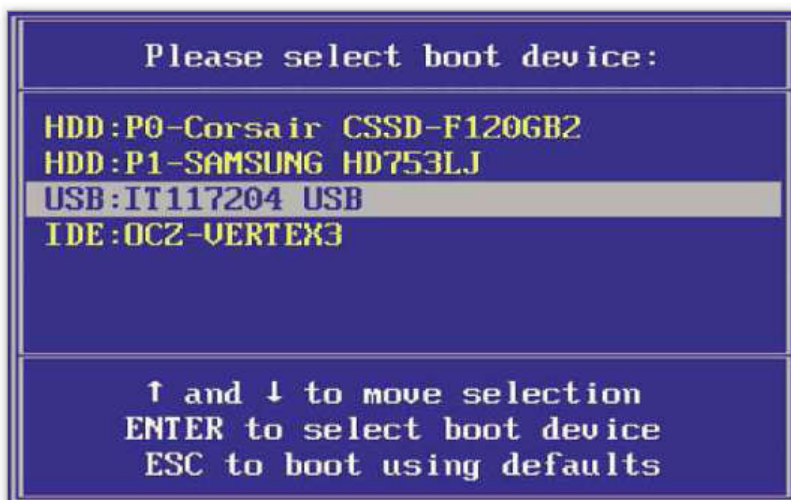 Please select boot device:
HDD:P0-Corsair CSSD-F120GB2
HDD:P1-SAMSUNG HD753LJ
USB:IT117204 USB
IDE:OCZ-VERTEX3
↑ and ↓ to move selection
ENTER to select boot device
ESC to boot using defaults